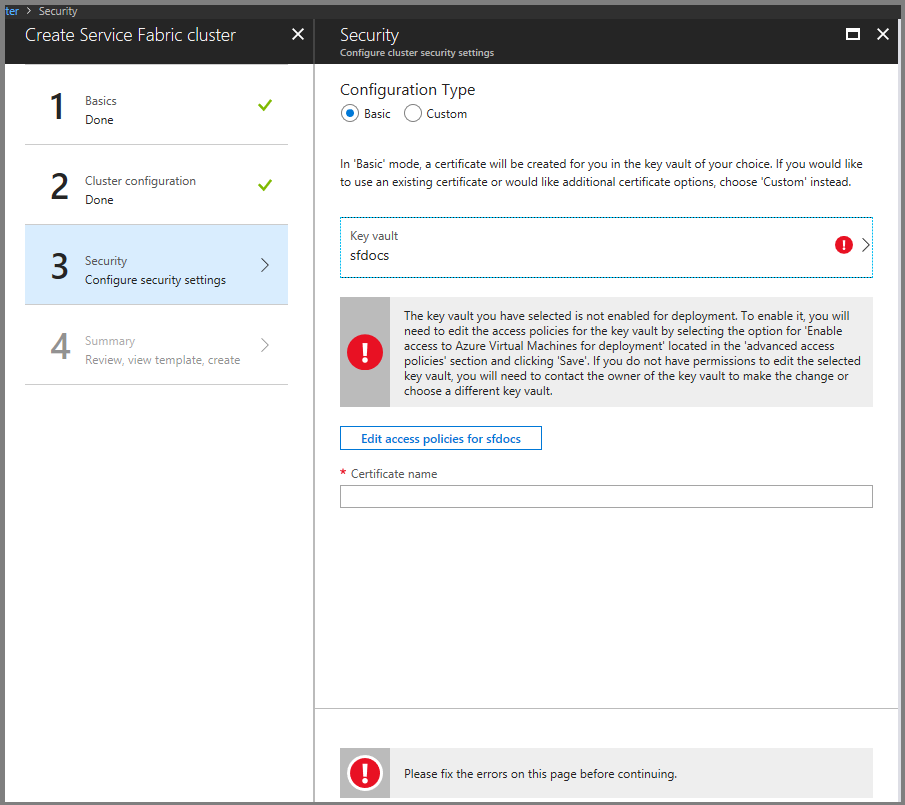 ter > Security
Create Service Fabric cluster
1
Basics
Done
2
Cluster configuration
Done
3
Security
Configure security settings
4
Summary
Review, view template, create
Security
Configure cluster security settings
Configuration Type
Basic
Custom
In 'Basic' mode, a certificate will be created for you in the key vault of your choice. If you would like
to use an existing certificate or would like additional certificate options, choose 'Custom' instead.
Key vault
sfdocs
The key vault you have selected is not enabled for deployment. To enable it, you will
need to edit the access policies for the key vault by selecting the option for 'Enable
access to Azure Virtual Machines for deployment' located in the 'advanced access
policies' section and clicking 'Save'. If you do not have permissions to edit the selected
key vault, you will need to contact the owner of the key vault to make the change or
choose a different key vault.
Edit access policies for sfdocs
* Certificate name
Please fix the errors on this page before continuing.